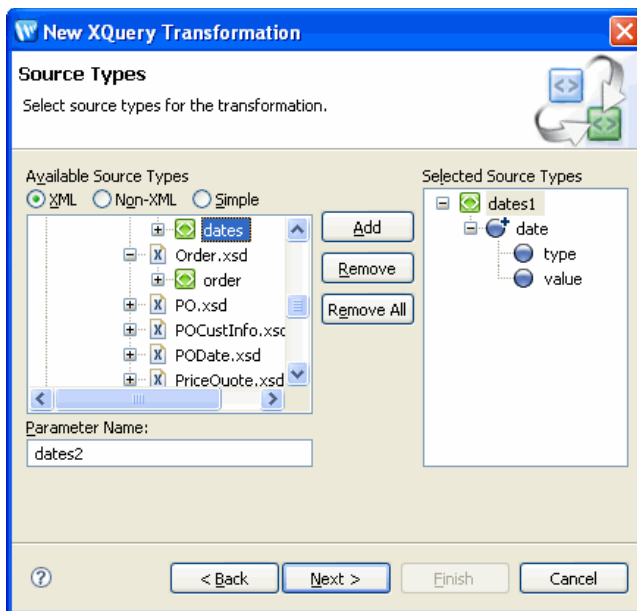 New XQuery Transformation
Source Types
Select source types for the transformation.
Available Source Types
XML Non-XML Simple
dates
Order.xsd
order
PO.xsd
POCustInfo.xsd
PODate.xsd
PriceQuote.xsd
Parameter Name:
dates2
Add
Remove
Remove All
Selected Source Types
dates1
date
type
value
< Back Next > Finish Cancel